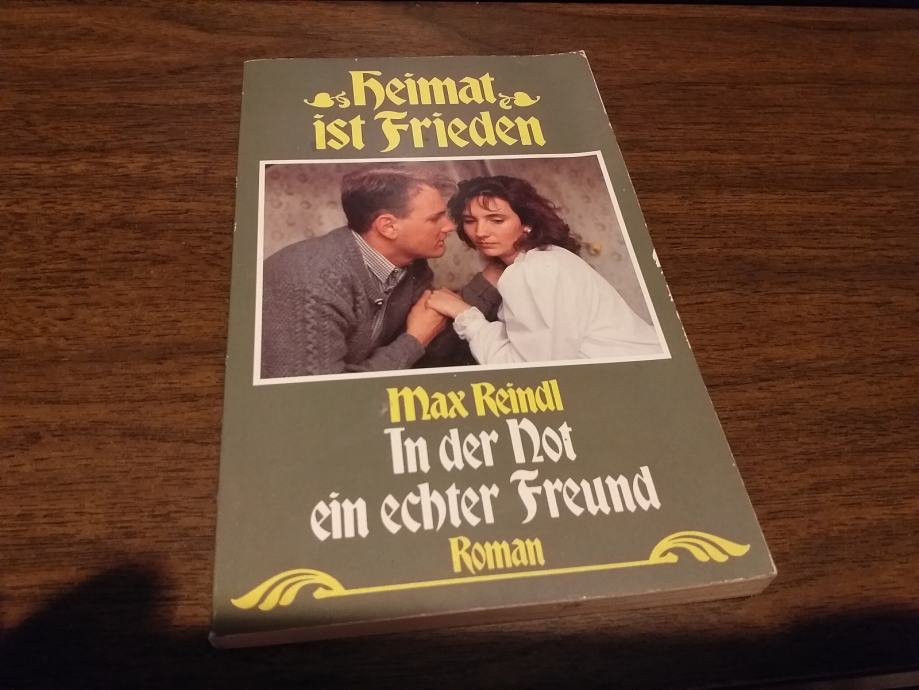 Heimat
ist Frieden
Max Reindl
In der Not
ein echter Freund
Roman